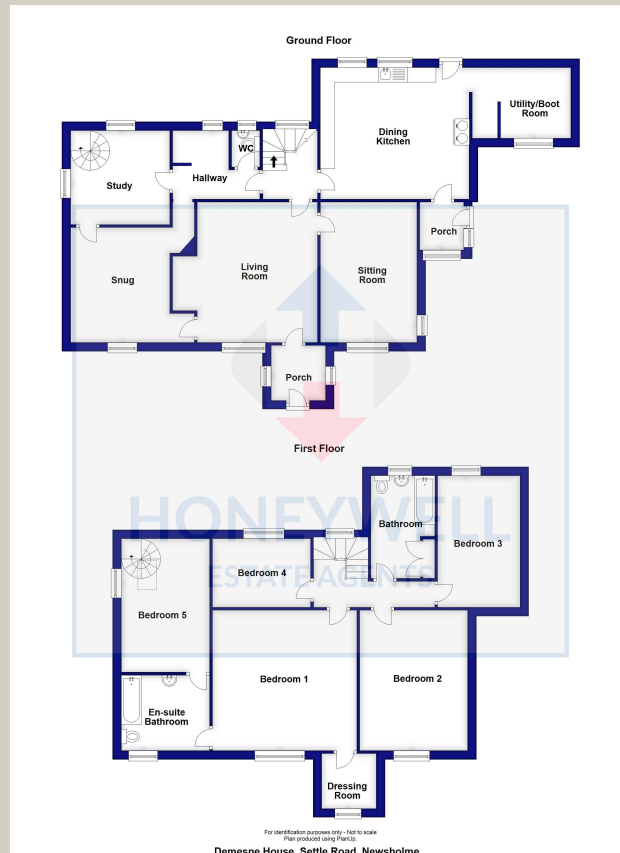 Ground Floor
Utility/Boot
Room
Dining
Kitchen
WC
Hallway
Study
Porch
Snug
Living
Room
Sitting
Room
Porch
First Floor
HONEYWELL
ESTATE AGENTS
Bathroom
Bedroom 3
Bedroom 4
Bedroom 5
Bedroom 1
Bedroom 2
En-suite
Bathroom
Dressing
Room
For identification purposes only - Not to scale
Plan produced using PlanUp.
Demesne House, Settle Road, Newsholme